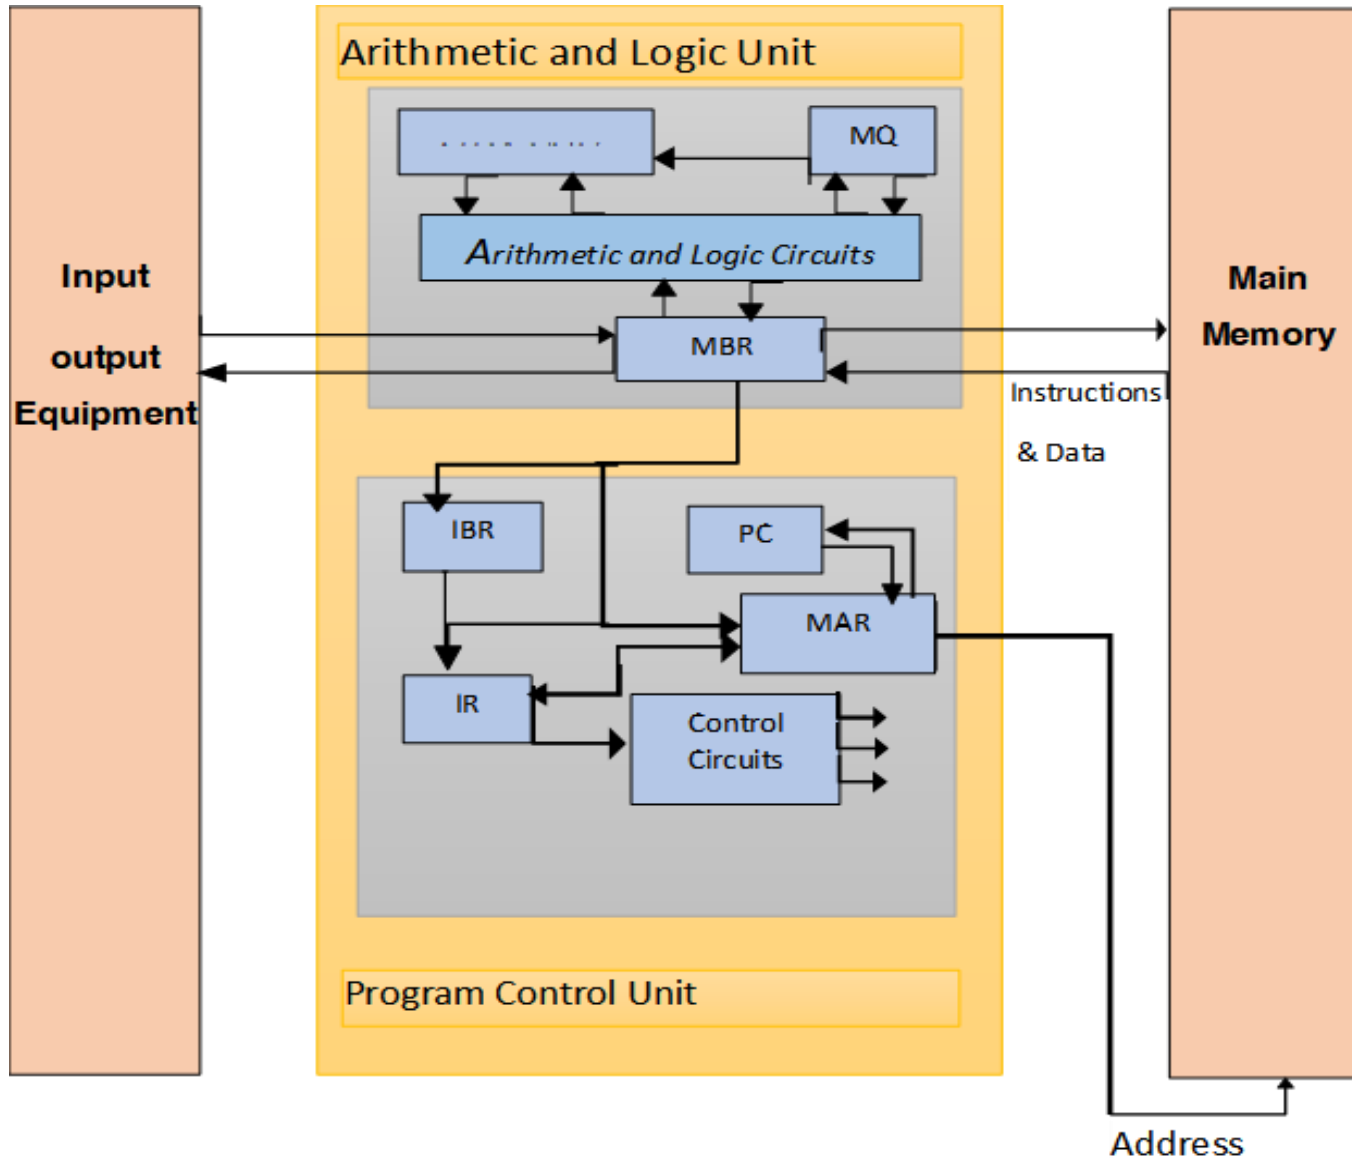 Arithmetic and Logic Unit
MQ
Arithmetic and Logic Circuits
Input
output
Equipment
MBR
Main
Memory
Instructions
& Data
IBR
PC
MAR
IR
Control
Circuits
Program Control Unit
Address